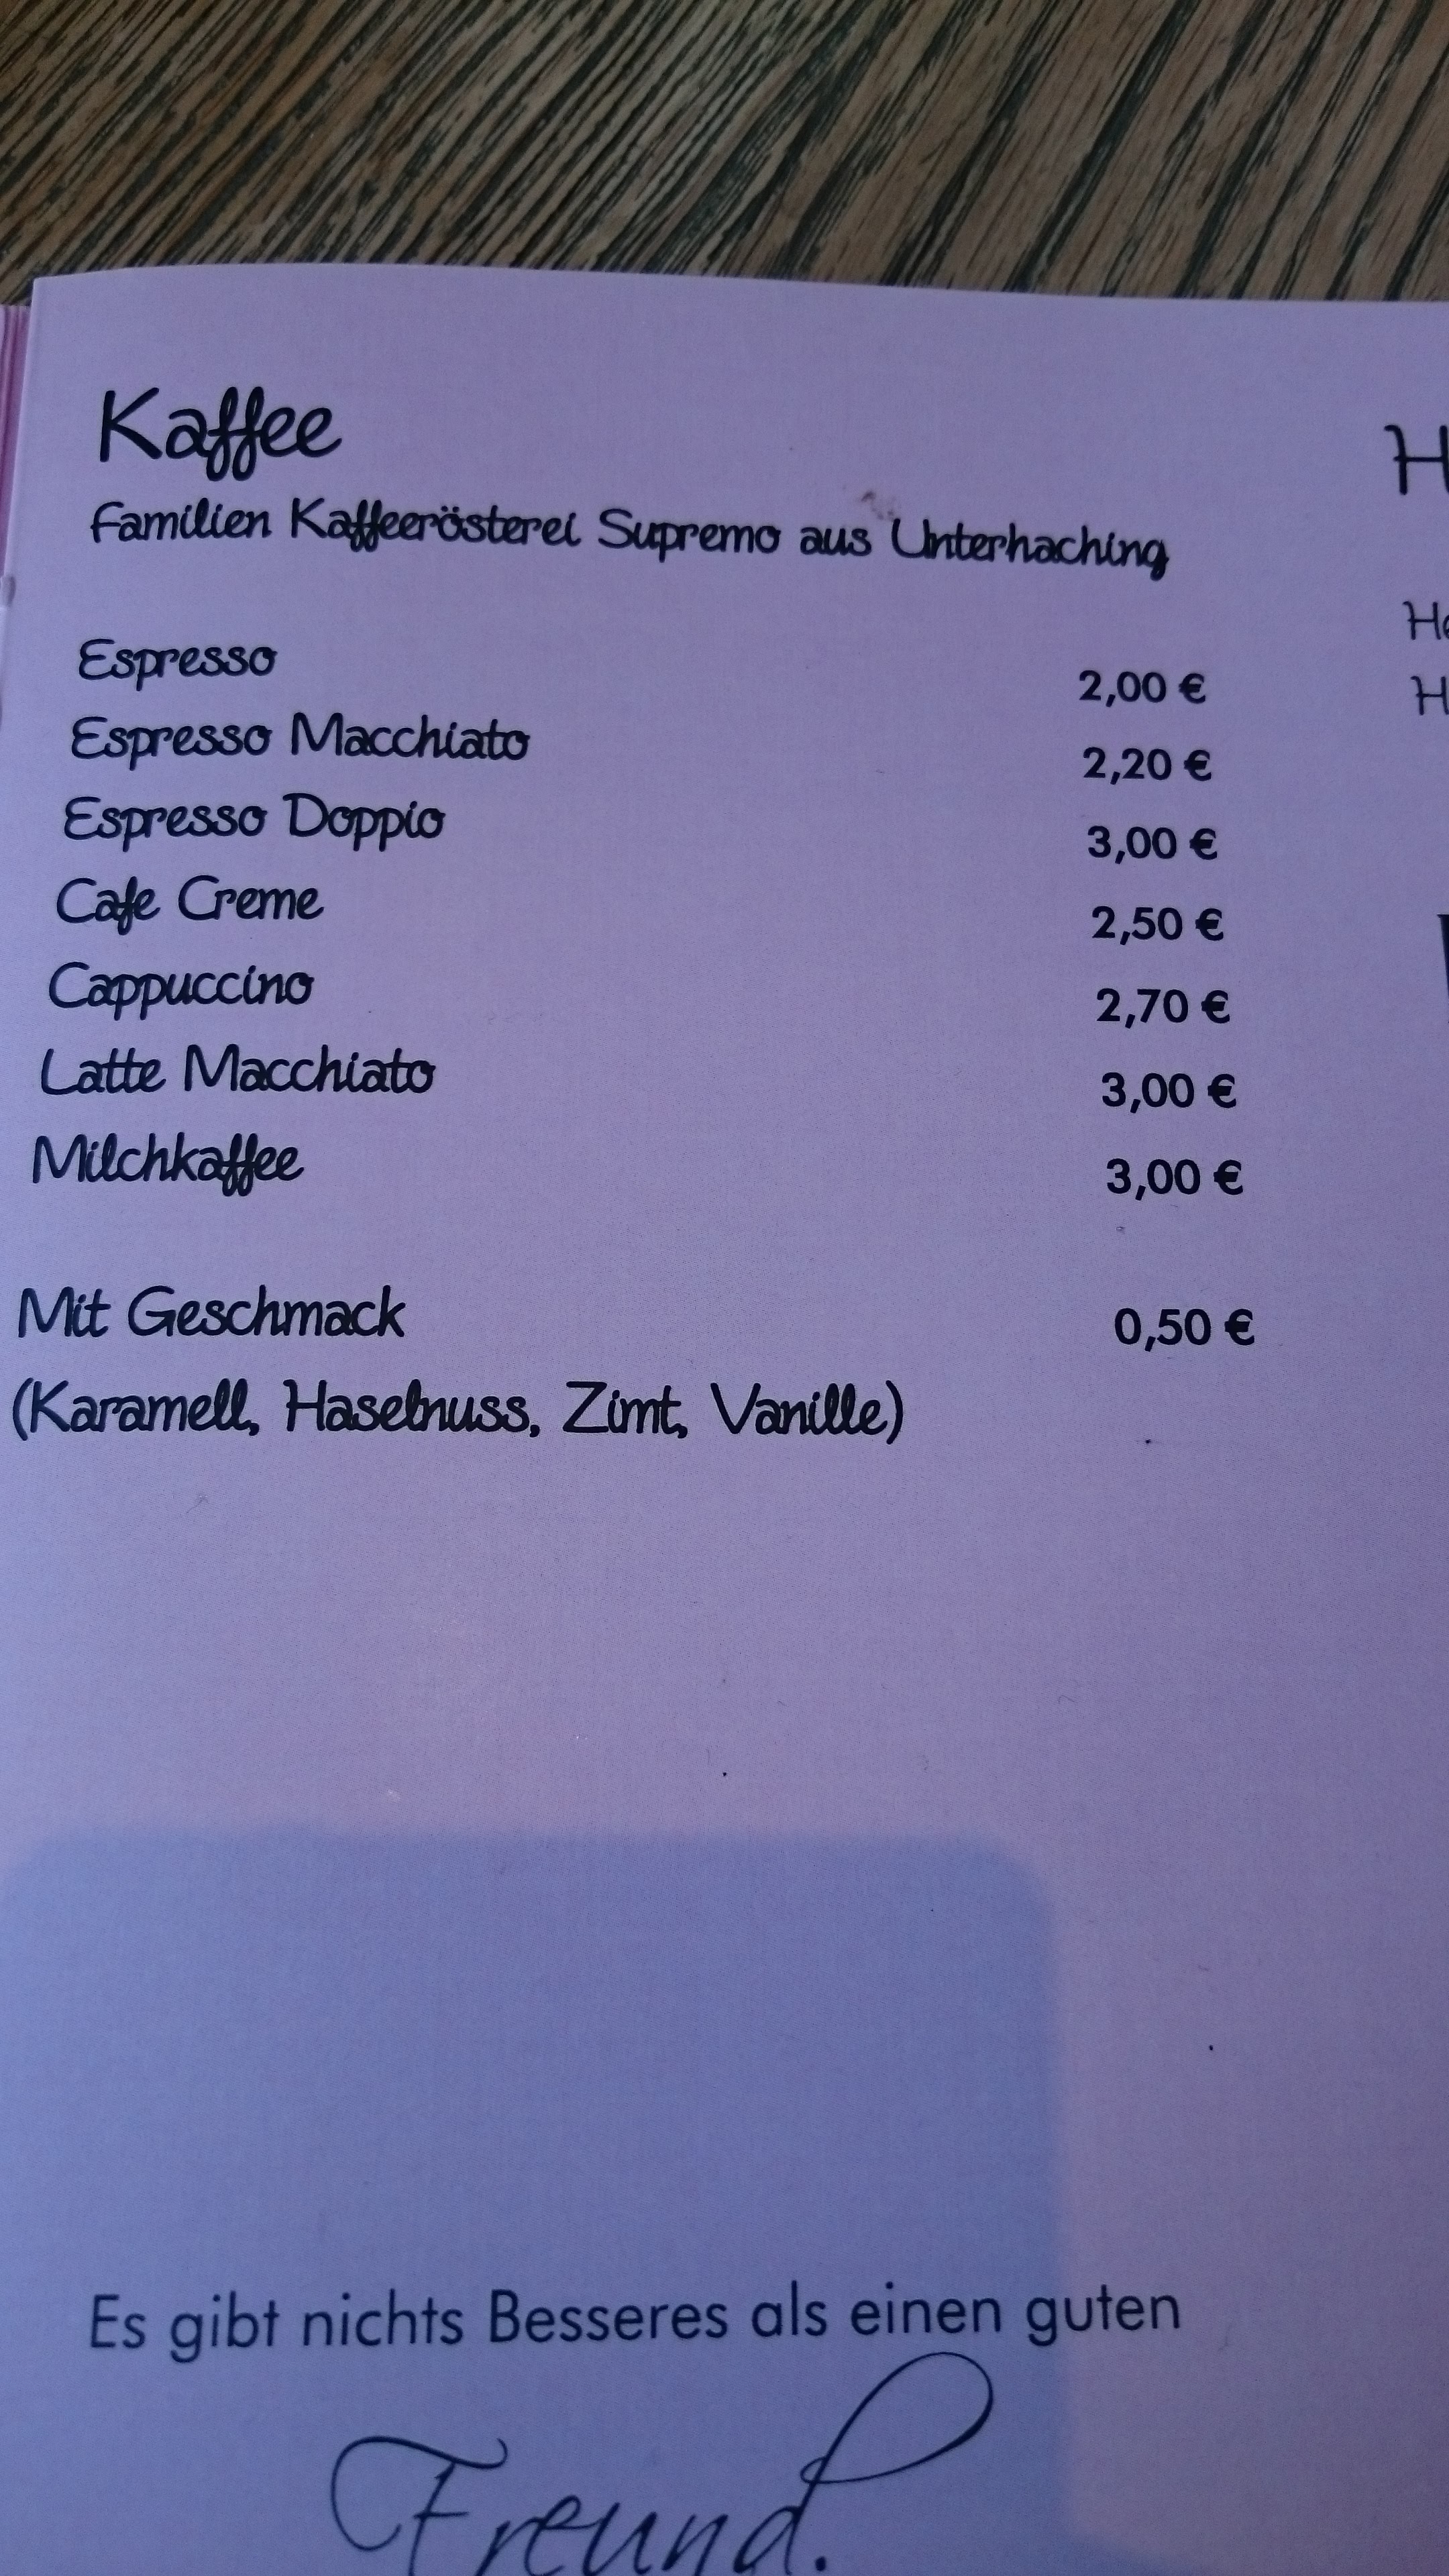 Kaffee
Familien Kaffeerösterei Supremo aus Unterhaching
Espresso 2,00 €
Espresso Macchiato 2,20 €
Espresso Doppio 3,00 €
Cafe Creme 2,50 €
Cappuccino 2,70 €
Latte Macchiato 3,00 €
Milchkaffee 3,00 €
Mit Geschmack 0,50 €
(Karamell, Haselnuss, Zimt, Vanille)
Es gibt nichts Besseres als einen guten
Freund.